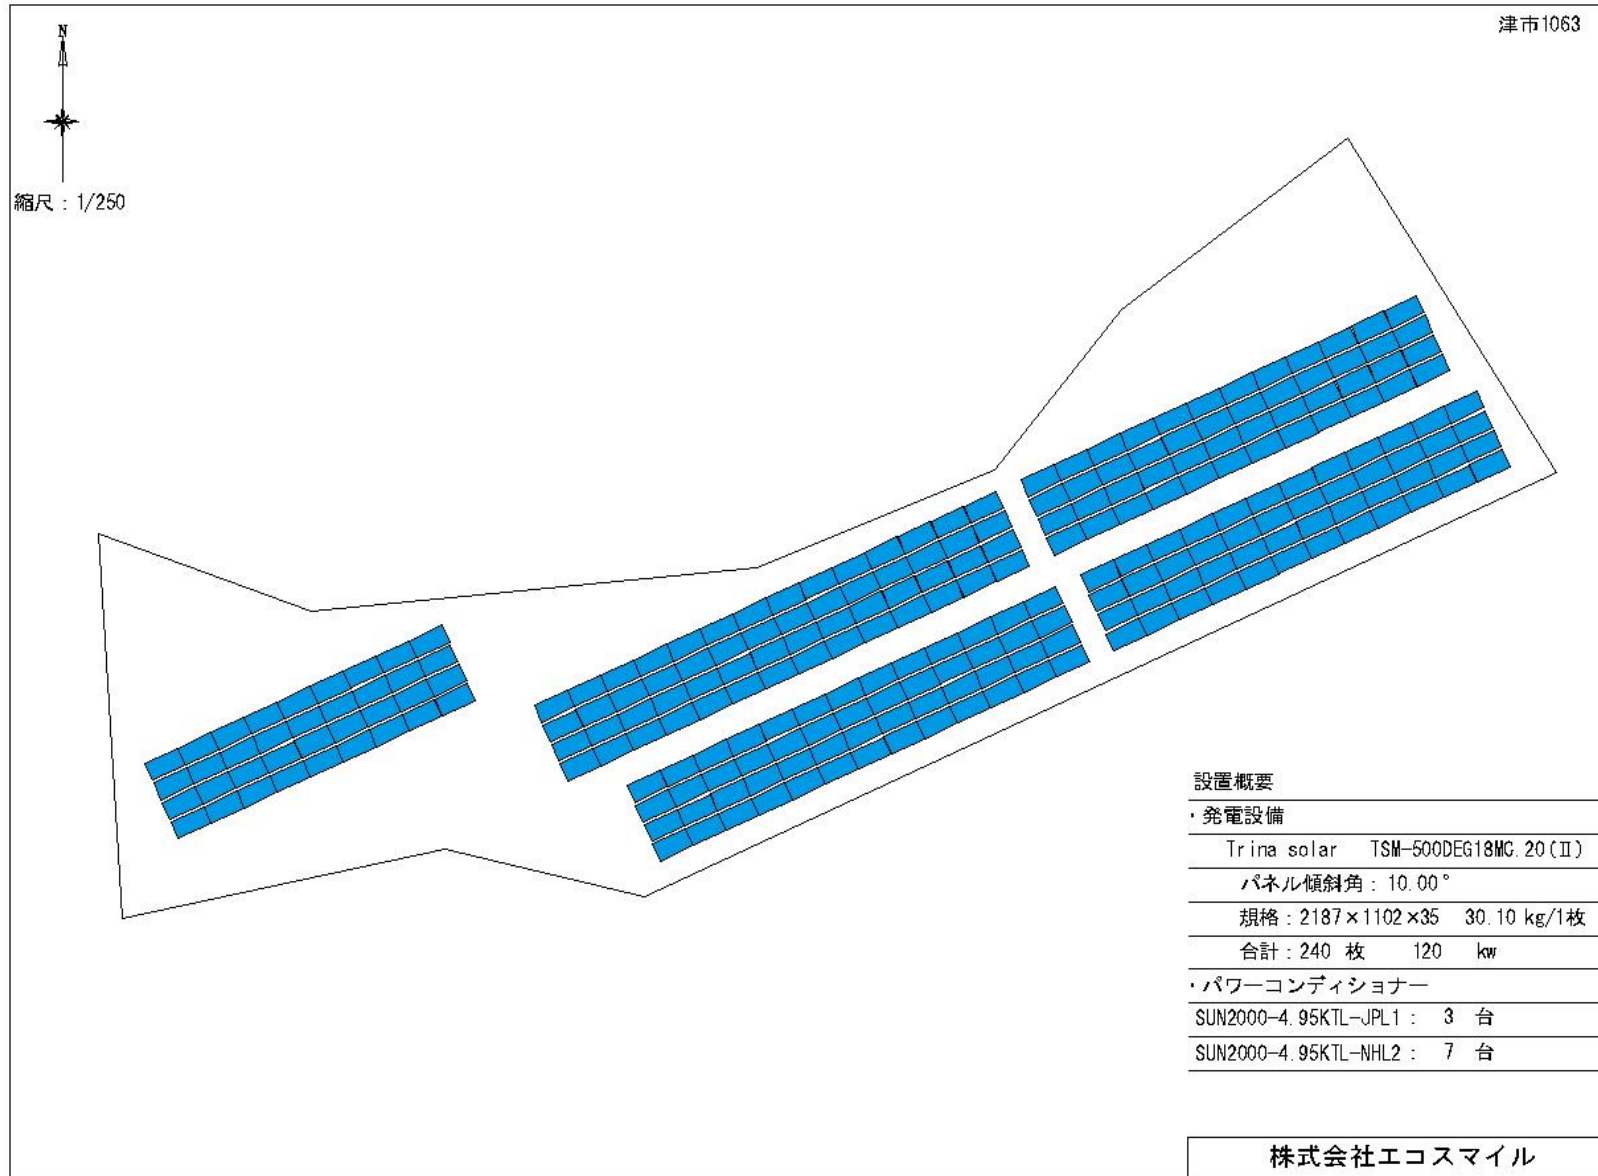 津市1063
N
縮尺：1/250
設置概要
・発電設備
Trina solar TSM-500DEG18MC.20(Ⅱ)
パネル傾斜角：10.00°
規格：2187×1102×35 30.10 kg/1枚
合計：240 枚 120 kw
・パワーコンディショナー
SUN2000-4.95KTL-JPL1： 3 台
SUN2000-4.95KTL-NHL2： 7 台
株式会社エコスマイル